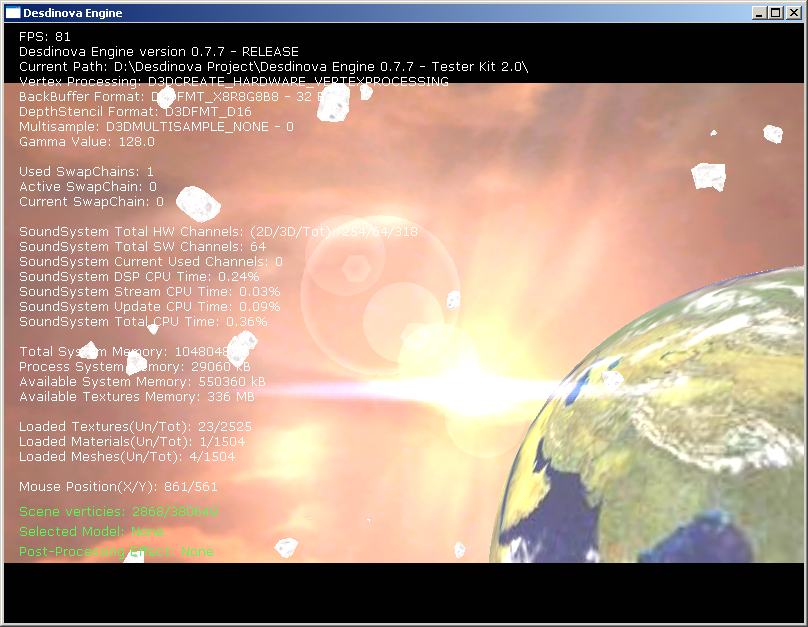 Desdinova Engine
FPS: 81
Desdinova Engine version 0.7.7 - RELEASE
Current Path: D:\Desdinova Project\Desdinova Engine 0.7.7 - Tester Kit 2.0\
Vertex Processing: D3DCREATE_HARDWARE_VERTEXPROCESSING
BackBuffer Format: D3DFMT_X8R8G8B8 - 32
DepthStencil Format: D3DFMT_D16
Multisample: D3DMULTISAMPLE_NONE - 0
Gamma Value: 128.0
Used SwapChains: 1
Active SwapChain: 0
Current SwapChain: 0
SoundSystem Total HW Channels: (2D/3D/Tot): 254/64/318
SoundSystem Total SW Channels: 64
SoundSystem Current Used Channels: 0
SoundSystem DSP CPU Time: 0.24%
SoundSystem Stream CPU Time: 0.03%
SoundSystem Update CPU Time: 0.09%
SoundSystem Total CPU Time: 0.36%
Total System Memory:
Process System Memory: 29060 kB
Available System Memory: 550360 kB
Available Textures Memory: 336 MB
Loaded Textures(Un/Tot): 23/2525
Loaded Materials(Un/Tot): 1/1504
Loaded Meshes(Un/Tot): 4/1504
Mouse Position(X/Y): 861/561
Scene Verticies:
Selected Model: None
Post-Processing Effect: None